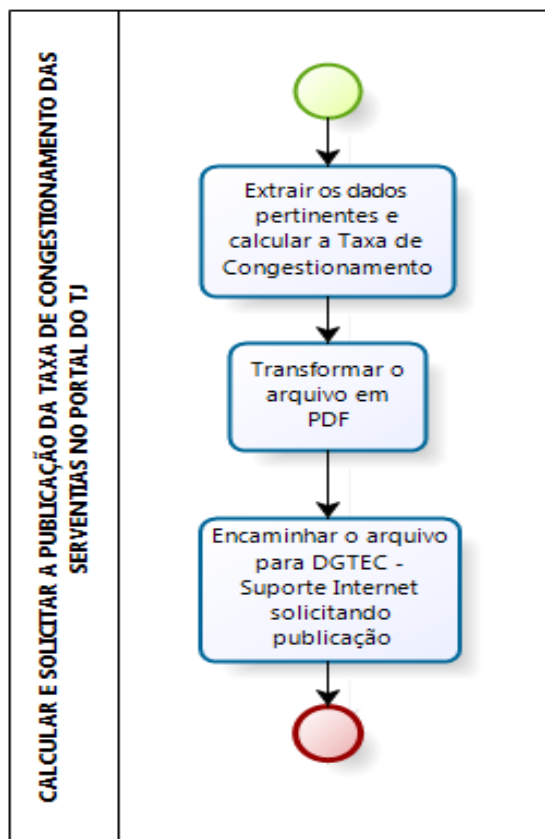 CALCULAR E SOLICITAR A PUBLICAÇÃO DA TAXA DE CONGESTIONAMENTO DAS
SERVENTIAS NO PORTAL DO TJ
Extrair os dados
pertinentes e
calcular a Taxa de
Congestionamento
Transformar o
arquivo em
PDF
Encaminhar o arquivo
para DGTEC -
Suporte Internet
solicitando
publicação